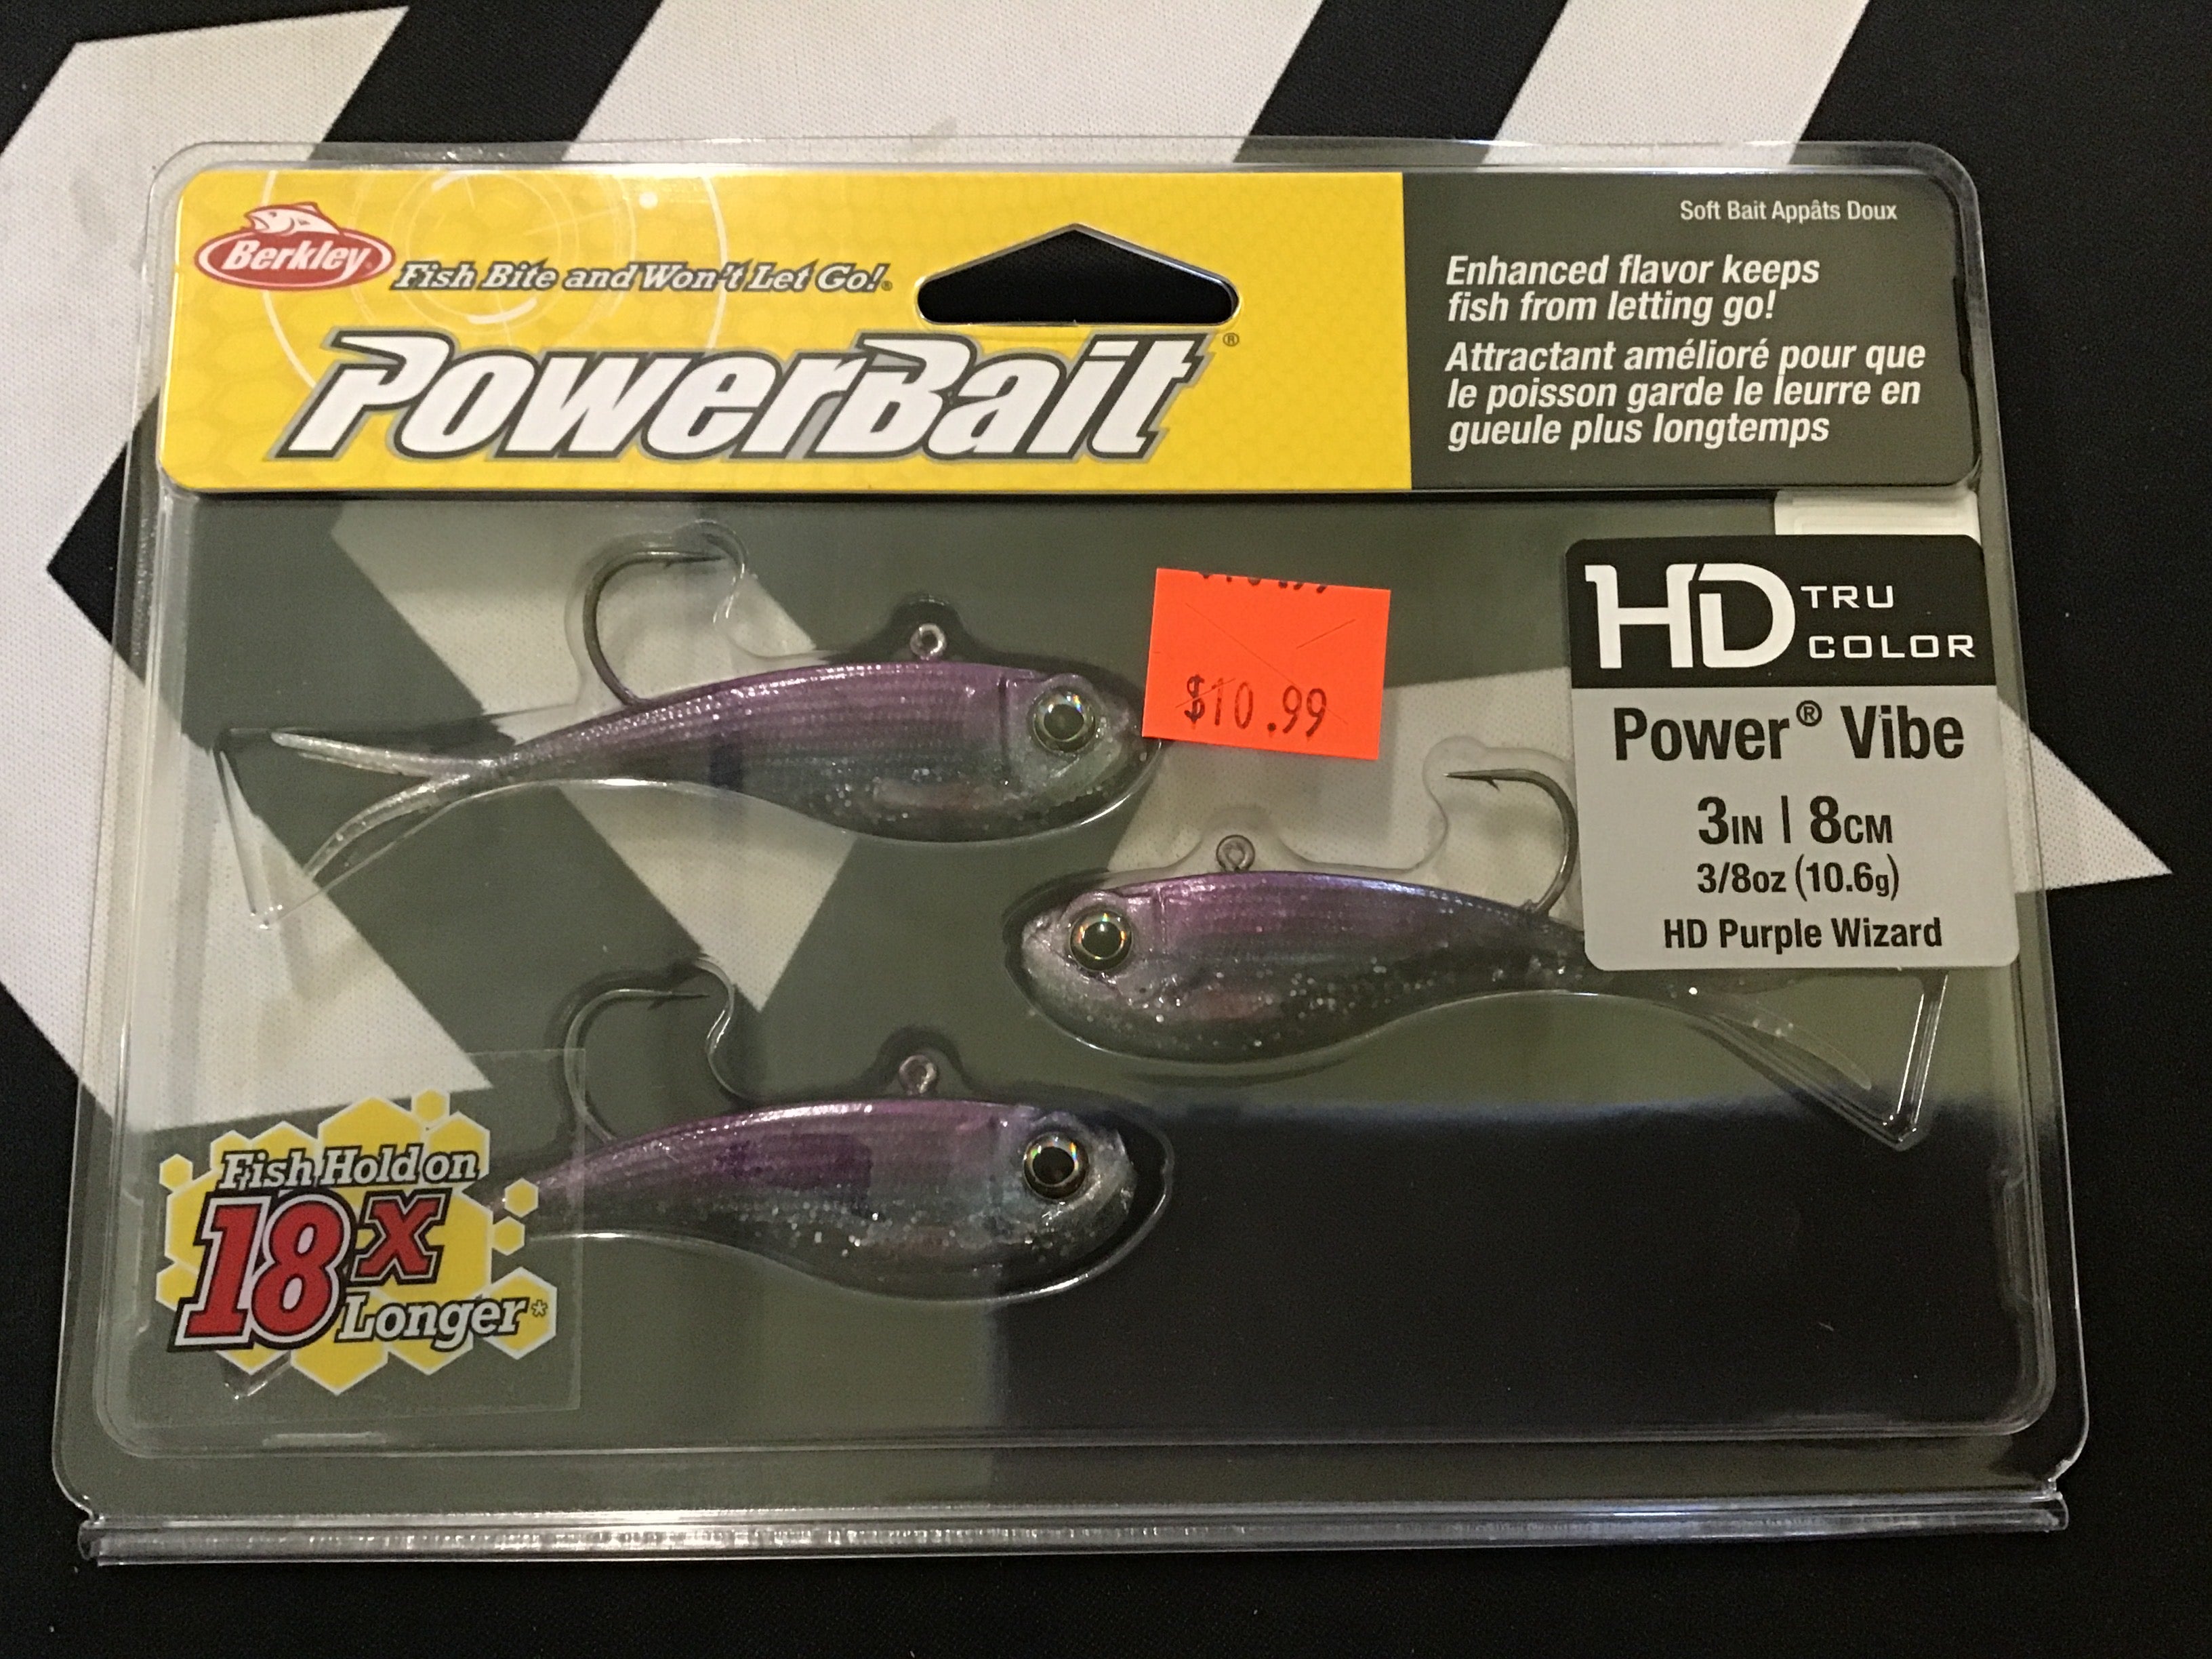 Berkley
Fish Bite and Won't Let Go!®
PowerBait®
Soft Bait Appâts Doux
Enhanced flavor keeps
fish from letting go!
Attractant amélioré pour que
le poisson garde le leurre en
gueule plus longtemps
$10.99
HD TRU
COLOR
Power® Vibe
3IN | 8CM
3/8oz (10.6g)
HD Purple Wizard
Fish Hold on
18x
Longer*